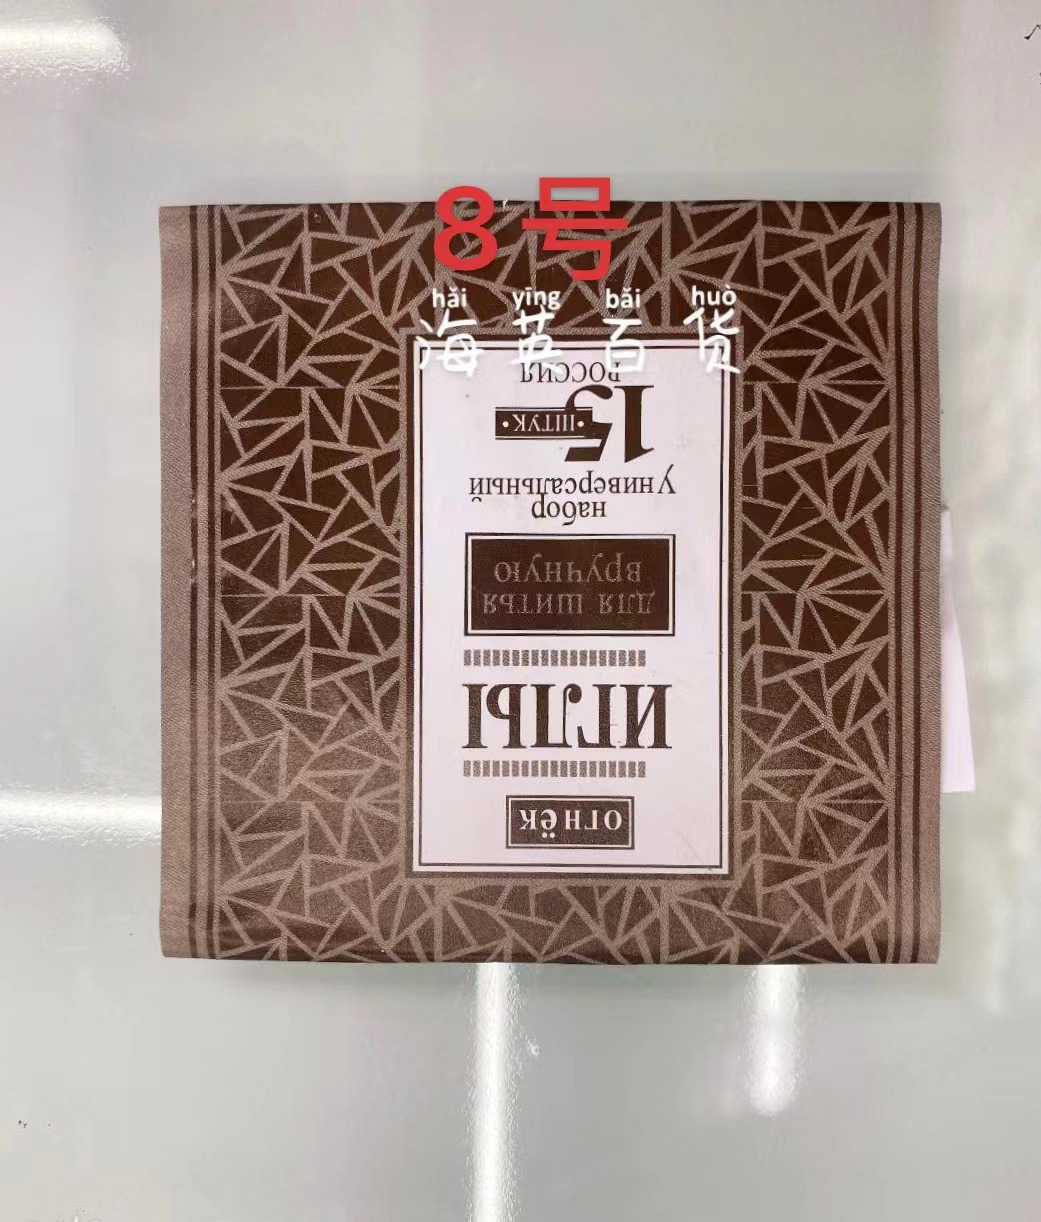 8号
hǎi yīng bǎi huò
海英百货
ОГНЁК
ИГЛЫ
ДЛЯ ШИТЬЯ
ВРУЧНУЮ
набор
Универсальный
15
•ШТУК•
РОССИЯ